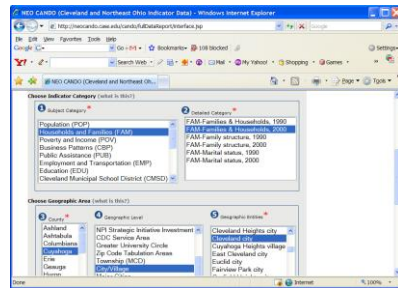 NEO CANDO (Cleveland and Northeast Ohio Indicator Data) - Windows Internet Explorer
http://neocando.case.edu/cando/fullDataReport/interface.jsp
Google
File Edit View Favorites Tools Help
Google Go Bookmarks 108 blocked Settings
Y! Search Web Mail My Yahoo! Shopping Games
NEO CANDO (Cleveland and Northeast Oh... Page Tools
Choose Indicator Category (what is this?)
1 Subject Category *
2 Detailed Category *
Population (POP)
Households and Families (FAM)
Poverty and Income (POV)
Business Patterns (CBP)
Public Assistance (PUB)
Employment and Transportation (EMP)
Education (EDU)
Cleveland Municipal School District (CMSD)
FAM-Families & Households, 1990
FAM-Families & Households, 2000
FAM-Family structure, 1990
FAM-Family structure, 2000
FAM-Marital status, 1990
FAM-Marital status, 2000
Choose Geographic Area (what is this?)
3 County *
4 Geographic Level
5 Geographic Entities *
Ashland
Ashtabula
Columbiana
Cuyahoga
Erie
Geauga
Huron
NPI Strategic Initiative Investment
CDC Service Area
Greater University Circle
Zip Code Tabulation Areas
Township (MCD)
City/Village
Cleveland Heights city
Cleveland city
Cuyahoga Heights village
East Cleveland city
Euclid city
Fairview Park city
Done Internet 100%